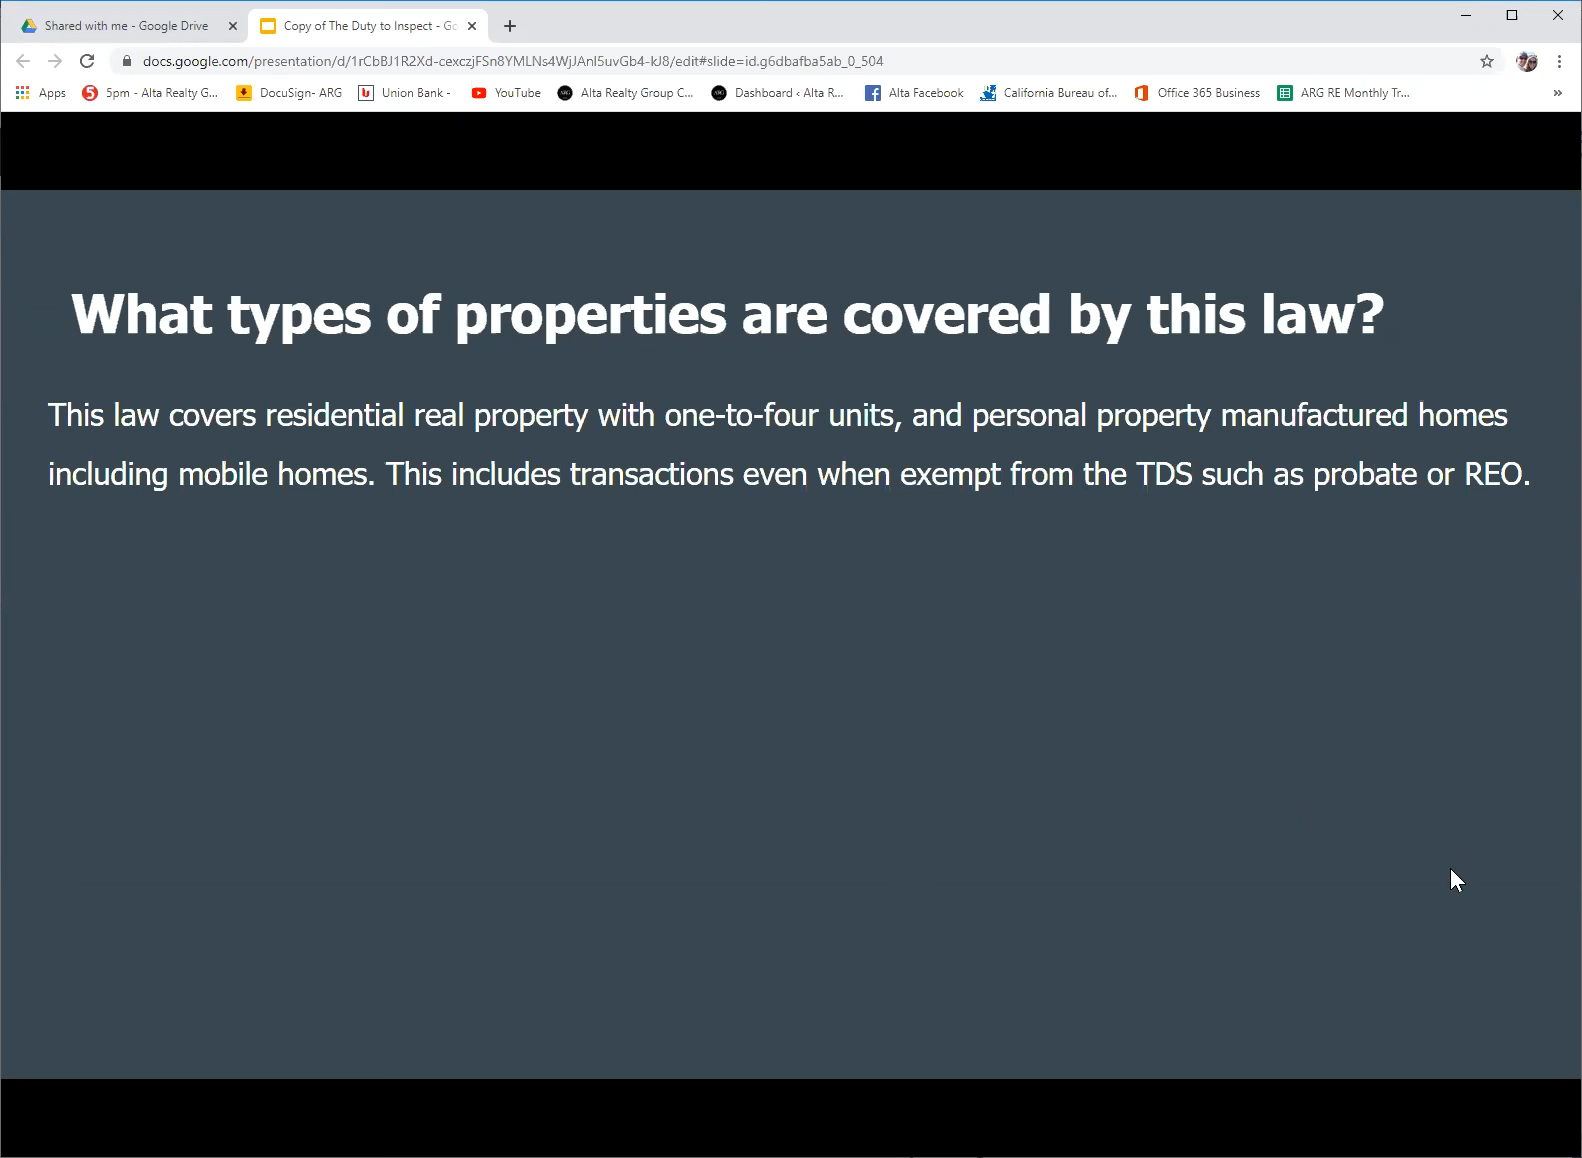 Shared with me - Google Drive
Copy of The Duty to Inspect - Go
docs.google.com/presentation/d/1rCbBJ1R2Xd-cexczjFSn8YMLNs4WjJAnI5uvGb4-kJ8/edit#slide=id.g6dbafba5ab_0_504
Apps 5pm - Alta Realty G... DocuSign- ARG Union Bank - YouTube Alta Realty Group C... Dashboard ‹ Alta R... Alta Facebook California Bureau of... Office 365 Business ARG RE Monthly Tr... »
What types of properties are covered by this law?
This law covers residential real property with one-to-four units, and personal property manufactured homes
including mobile homes. This includes transactions even when exempt from the TDS such as probate or REO.